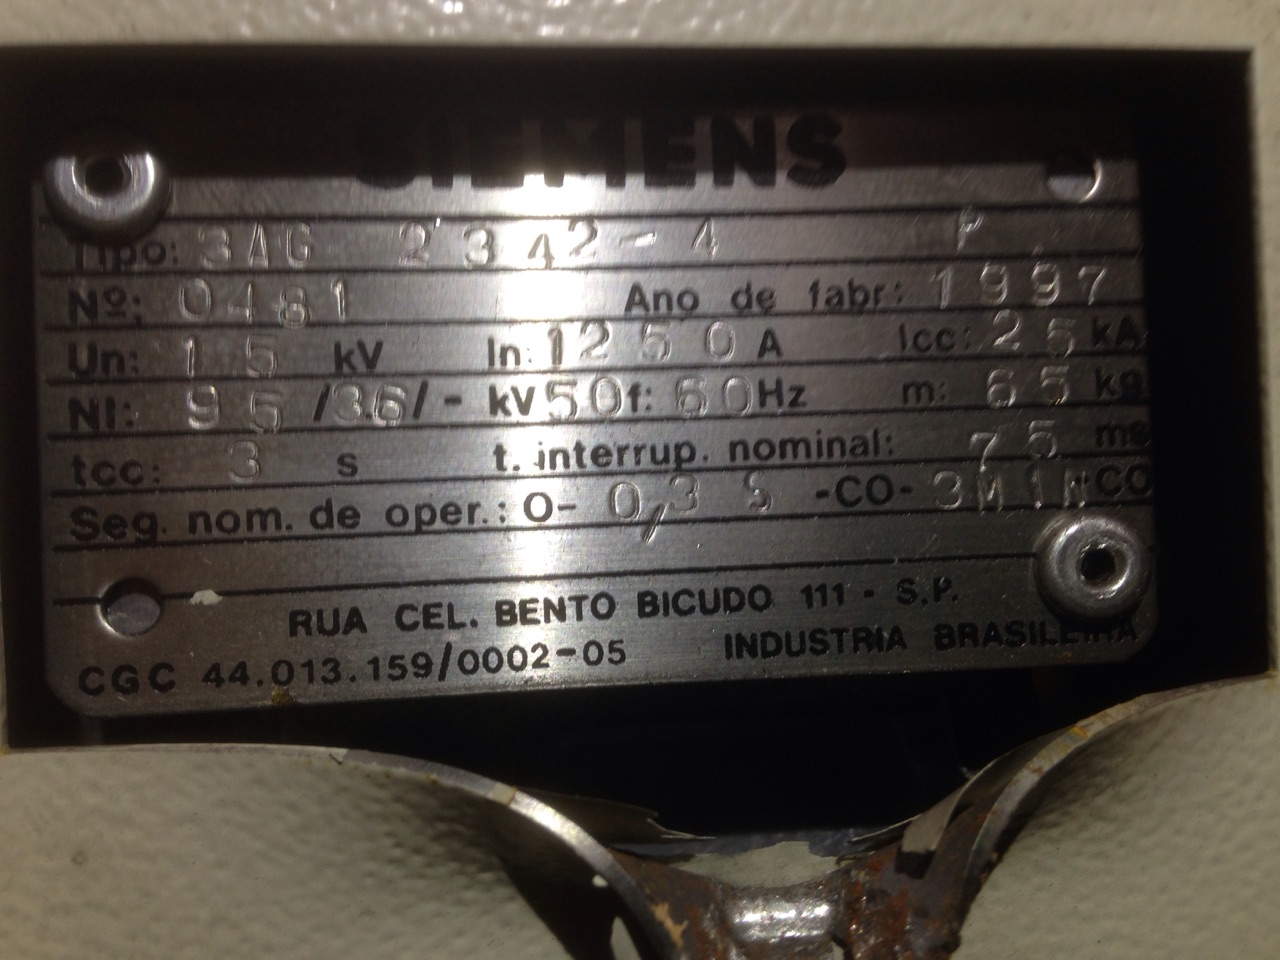 SIEMENS
Tipo: 3AG 2342-4 P
Nº: 0481 Ano de fabr: 1997
Un: 15 kV In: 1250 A Icc: 25 kA
NI: 95 /36/- kV50 f: 60 Hz m: 65 kg
tcc: 3 s t. interrup. nominal: 75 ms
Seg. nom. de oper.: O- 0,3 S -CO- 3MIN-CO
RUA CEL. BENTO BICUDO 111 - S.P.
CGC 44.013.159/0002-05 INDUSTRIA BRASILEIRA